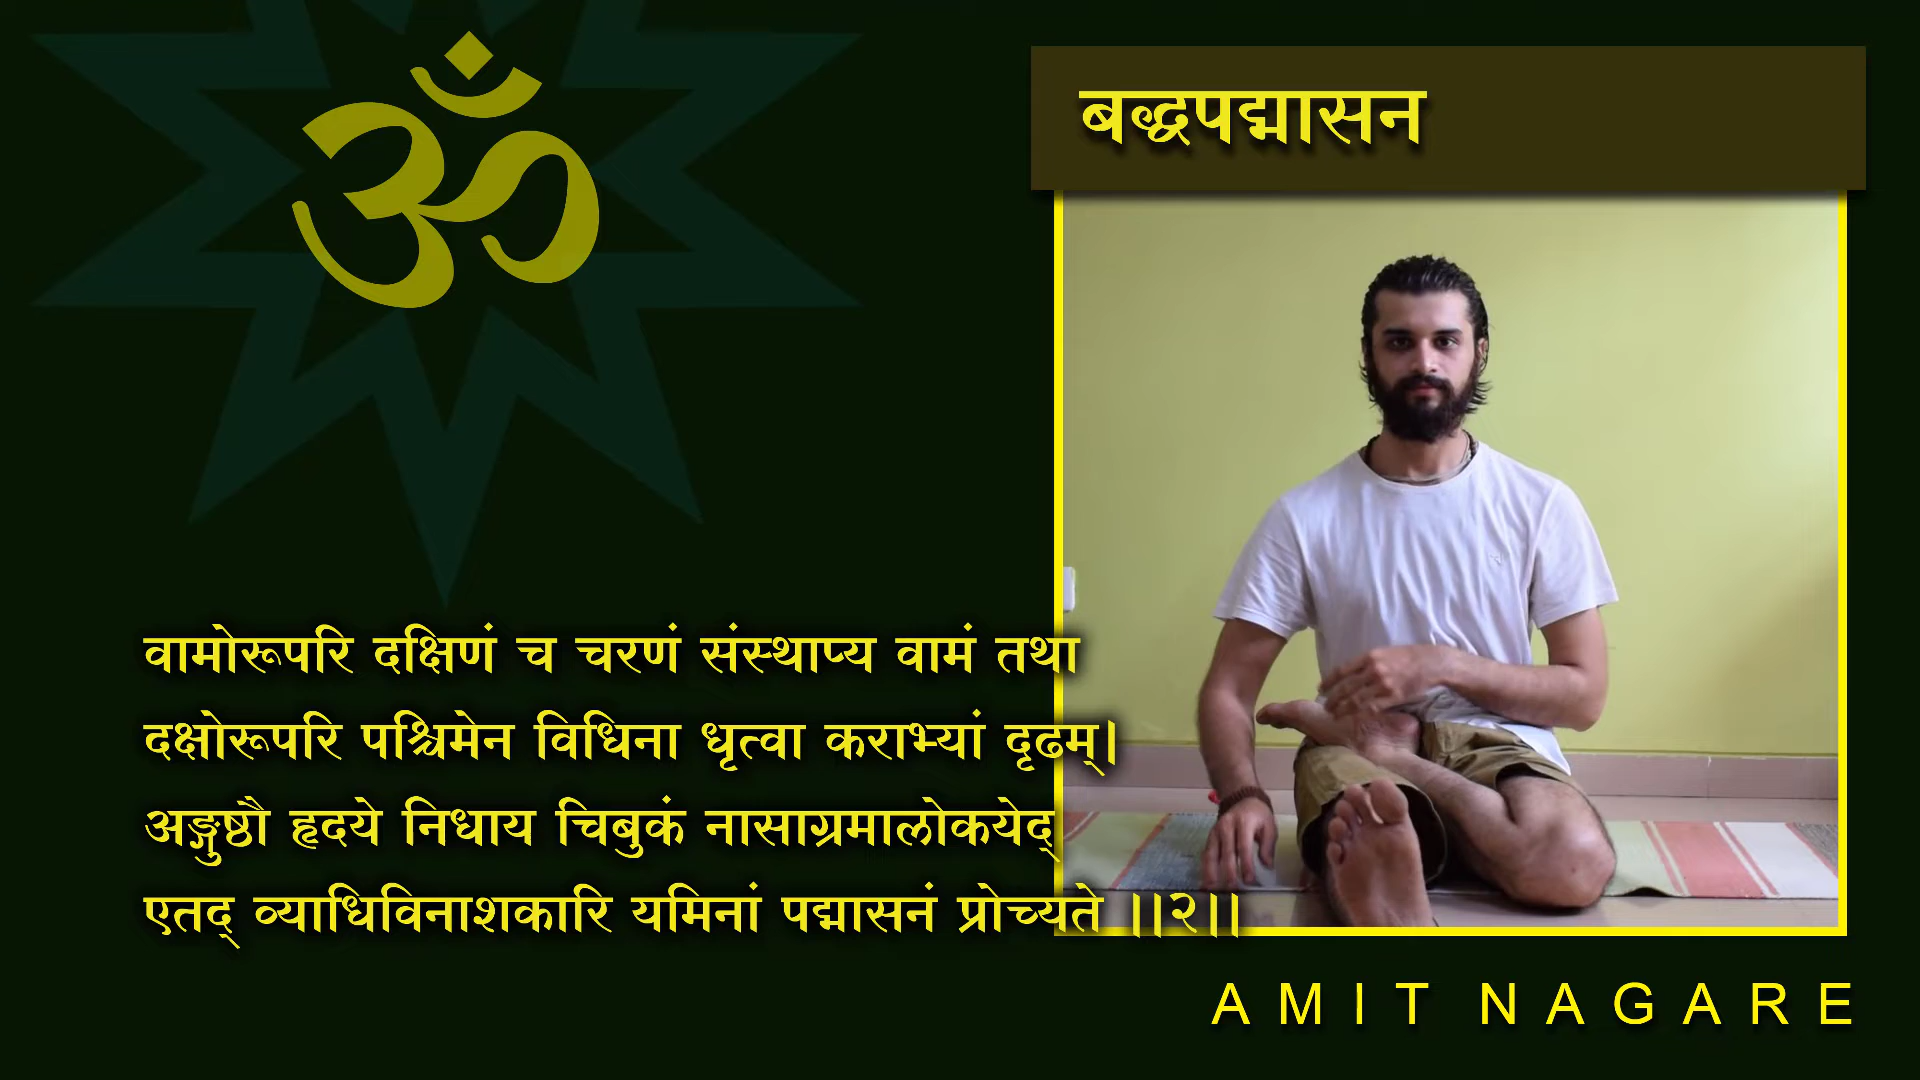 ॐ
बद्धपद्मासन
वामोरूपरि दक्षिणं च चरणं संस्थाप्य वामं तथा
दक्षोरूपरि पश्चिमेन विधिना धृत्वा कराभ्यां दृढम्।
अङ्गुष्ठौ हृदये निधाय चिबुकं नासाग्रमालोकयेद्
एतद् व्याधिविनाशकारि यमिनां पद्मासनं प्रोच्यते ||२||
AMIT NAGARE